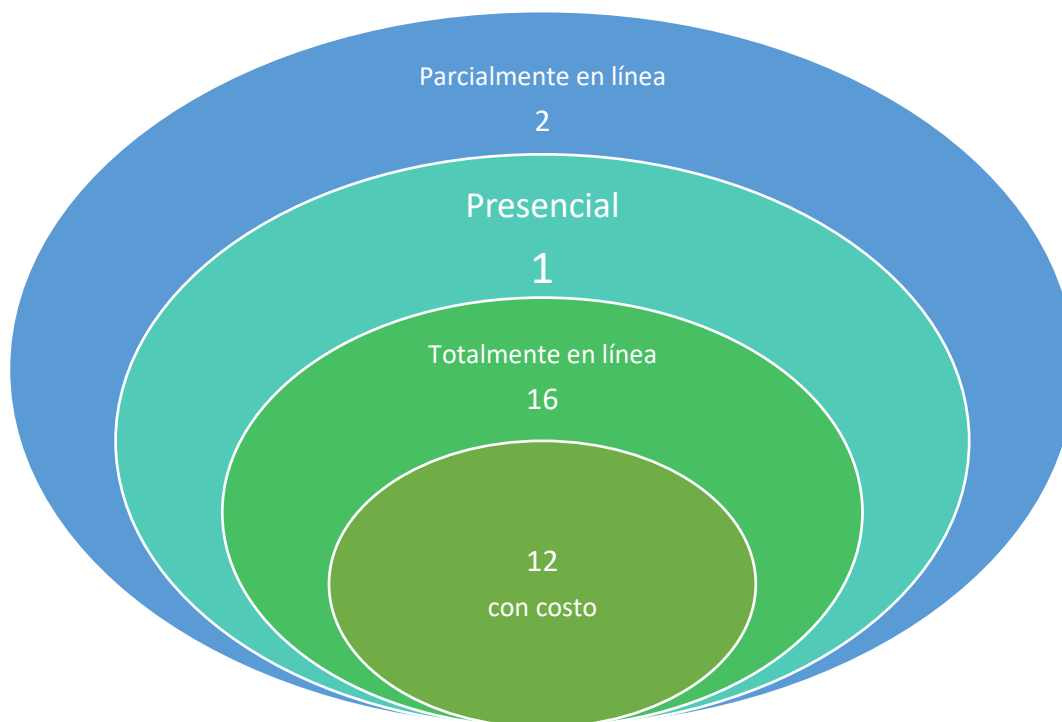 Parcialmente en línea
2
Presencial
1
Totalmente en línea
16
12
con costo